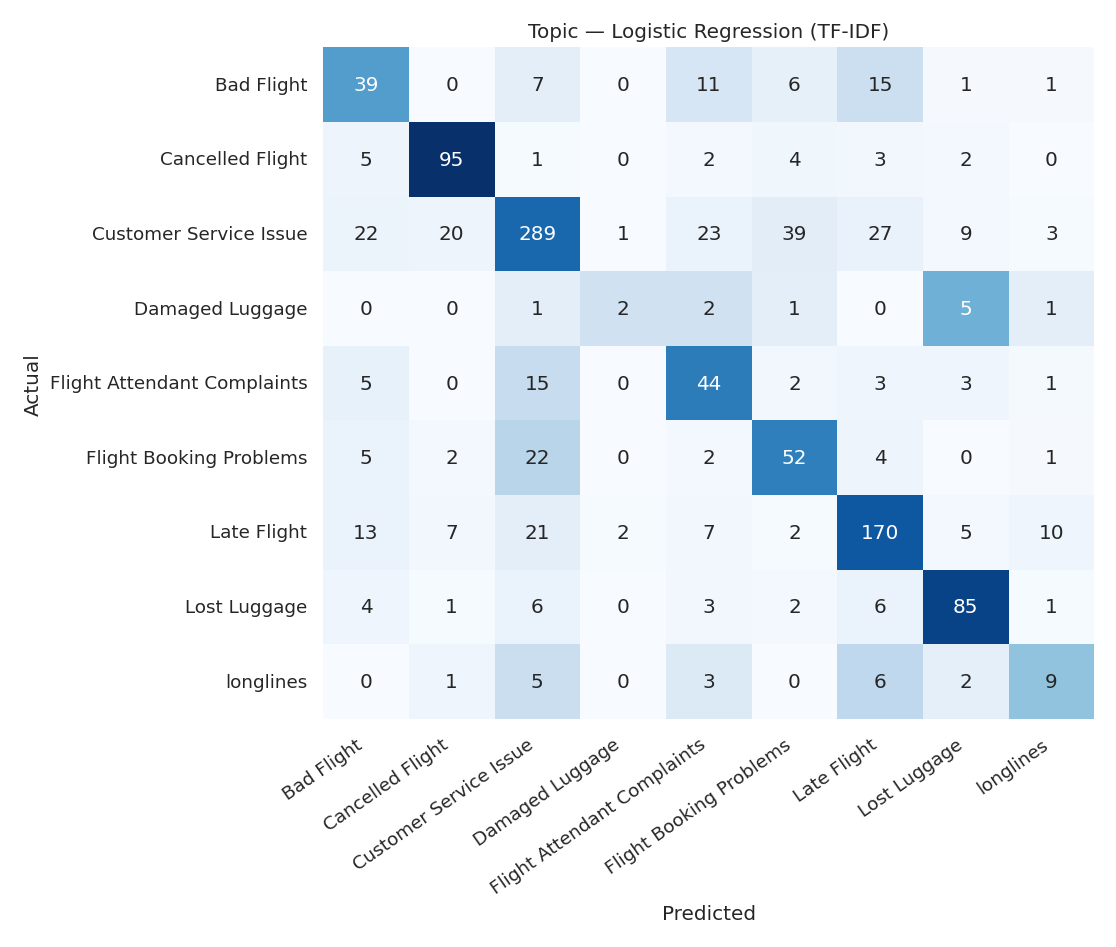 Topic — Logistic Regression (TF-IDF)
Bad Flight 39 0 7 0 11 6 15 1 1
Cancelled Flight 5 95 1 0 2 4 3 2 0
Customer Service Issue 22 20 289 1 23 39 27 9 3
Damaged Luggage 0 0 1 2 2 1 0 5 1
Actual
Flight Attendant Complaints 5 0 15 0 44 2 3 3 1
Flight Booking Problems 5 2 22 0 2 52 4 0 1
Late Flight 13 7 21 2 7 2 170 5 10
Lost Luggage 4 1 6 0 3 2 6 85 1
longlines 0 1 5 0 3 0 6 2 9
Bad Flight
Cancelled Flight
Customer Service Issue
Damaged Luggage
Flight Attendant Complaints
Flight Booking Problems
Late Flight
Lost Luggage
longlines
Predicted